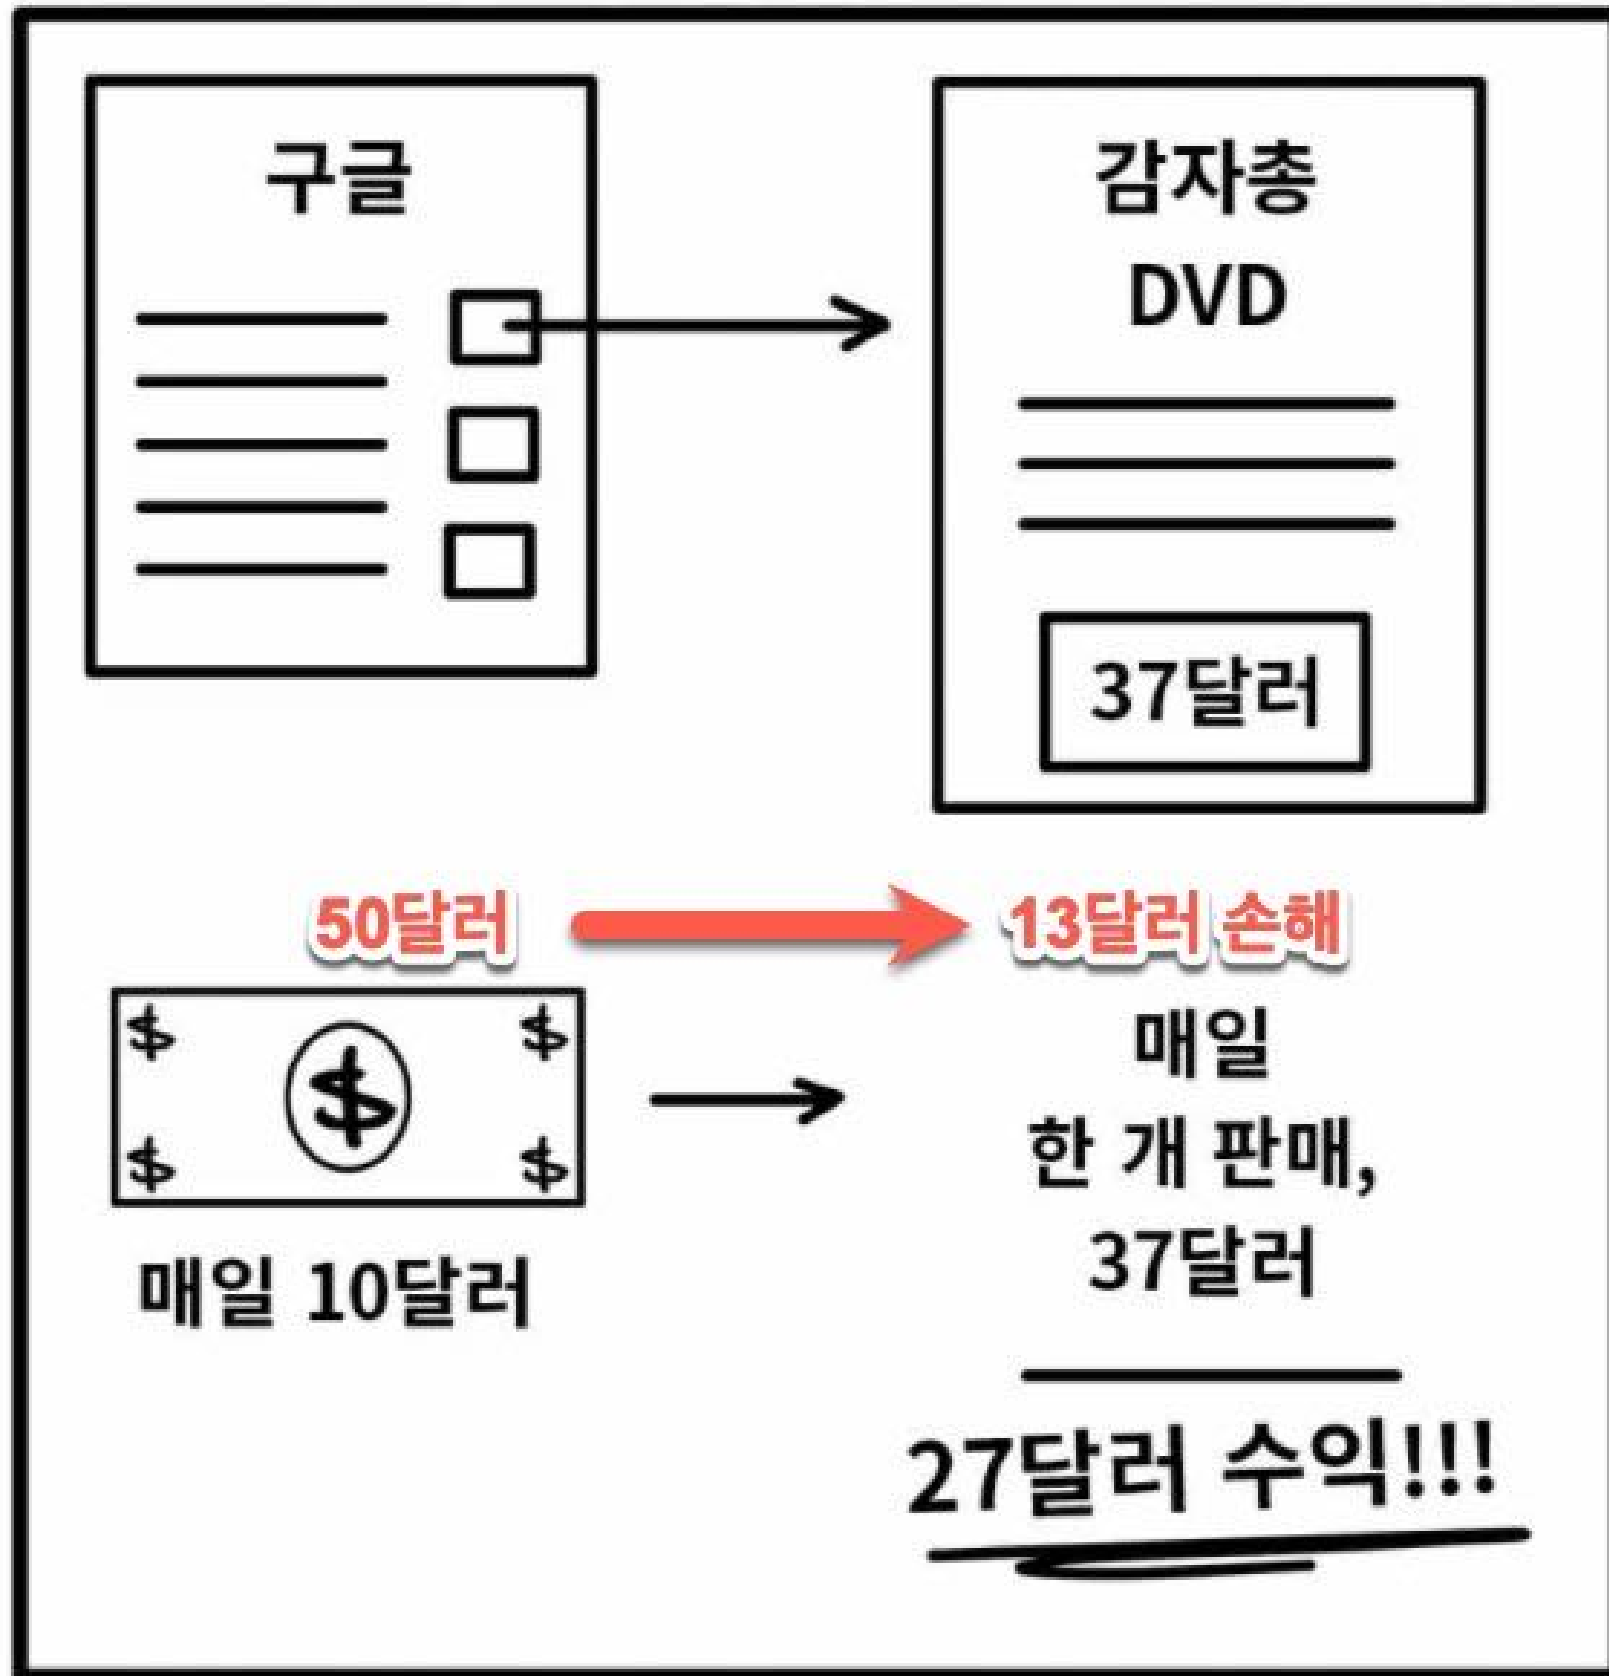 구글
감자총
DVD
37달러
50달러
13달러 손해
$ $
$
$ $
매일 10달러
매일
한 개 판매,
37달러
27달러 수익!!!